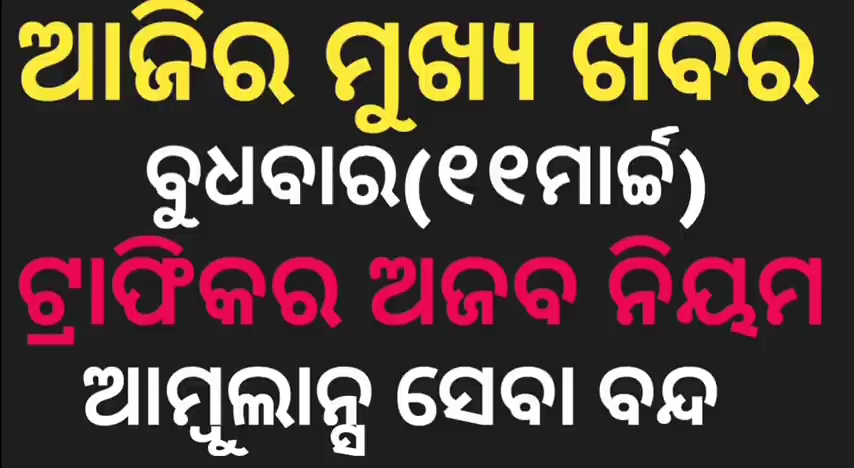 ଆଜିର ମୁଖ୍ୟ ଖବର
ବୁଧବାର(୧୧ମାର୍ଚ୍ଚ)
ଟ୍ରାଫିକର ଅଜବ ନିୟମ
ଆମ୍ବୁଲାନ୍ସ ସେବା ବନ୍ଦ